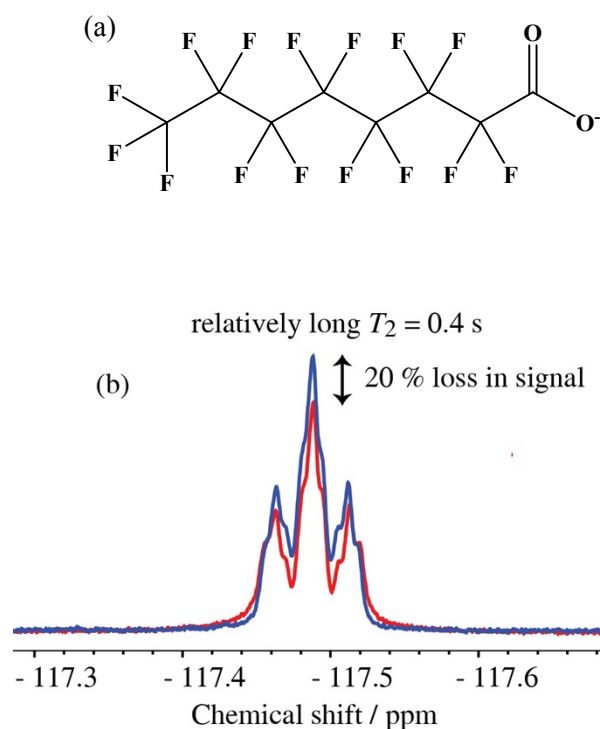 (a)
F F F F F F
F O
F O⁻
F F F F F F F
relatively long T₂ = 0.4 s
(b)
20 % loss in signal
- 117.3 - 117.4 - 117.5 - 117.6
Chemical shift / ppm